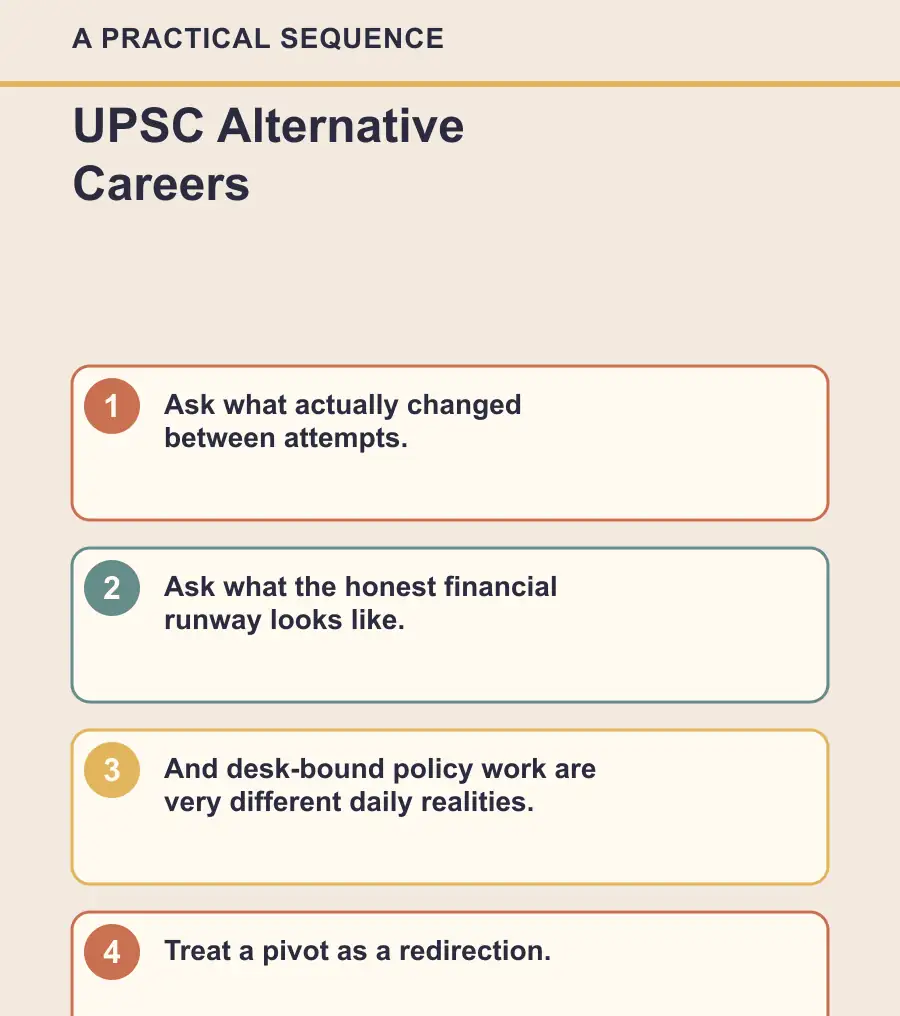 A PRACTICAL SEQUENCE
UPSC Alternative
Careers
1
Ask what actually changed
between attempts.
2
Ask what the honest financial
runway looks like.
3
And desk-bound policy work are
very different daily realities.
4
Treat a pivot as a redirection.